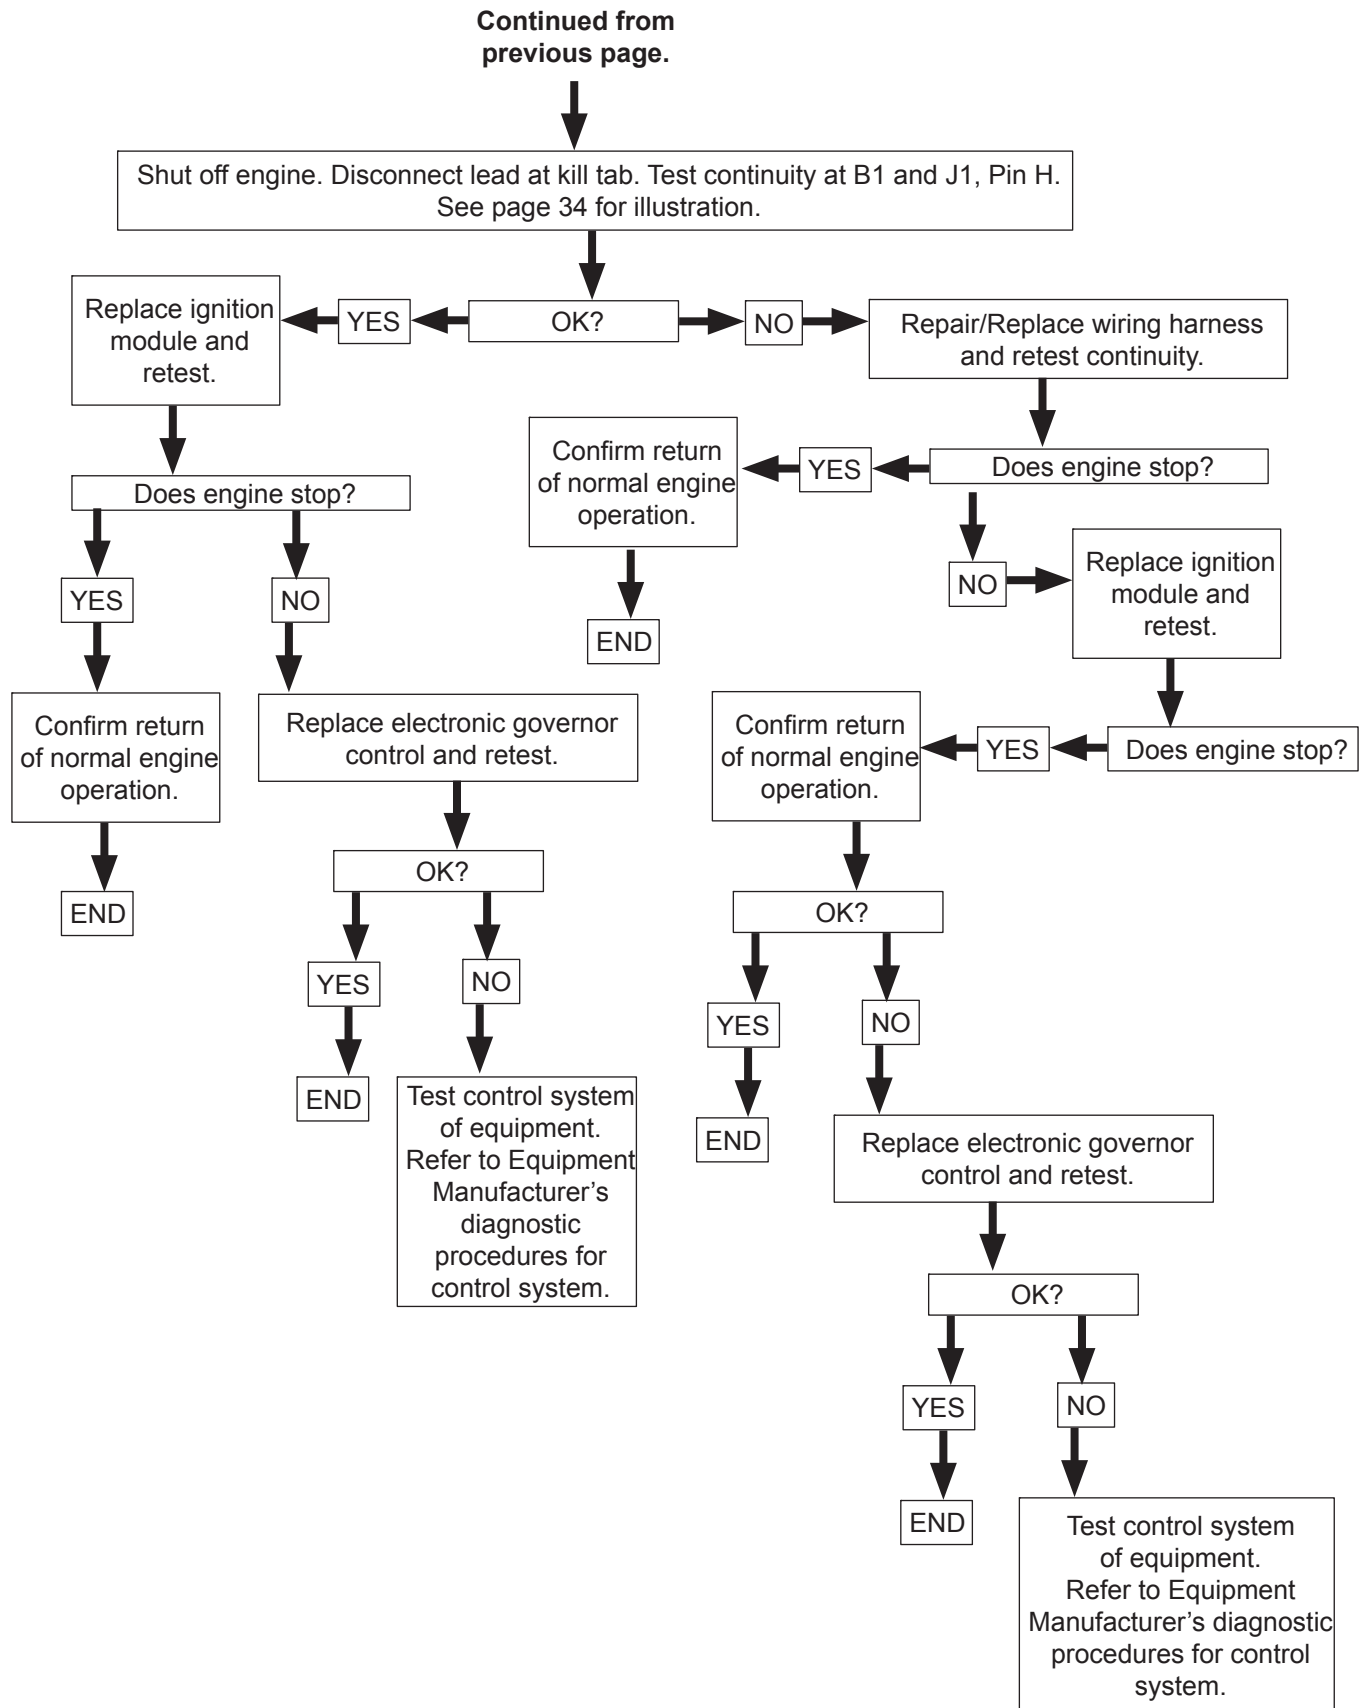 Continued from
previous page.
Shut off engine. Disconnect lead at kill tab. Test continuity at B1 and J1, Pin H.
See page 34 for illustration.
Replace ignition
module and
retest.
YES
OK?
NO
Repair/Replace wiring harness
and retest continuity.
Does engine stop?
YES
NO
Confirm return
of normal engine
operation.
END
Replace electronic governor
control and retest.
OK?
YES
NO
END
Test control system
of equipment.
Refer to Equipment
Manufacturer’s
diagnostic
procedures for
control system.
Does engine stop?
YES
Confirm return
of normal engine
operation.
END
NO
Replace ignition
module and
retest.
Does engine stop?
YES
Confirm return
of normal engine
operation.
OK?
YES
NO
END
Replace electronic governor
control and retest.
OK?
YES
NO
END
Test control system
of equipment.
Refer to Equipment
Manufacturer’s diagnostic
procedures for control
system.